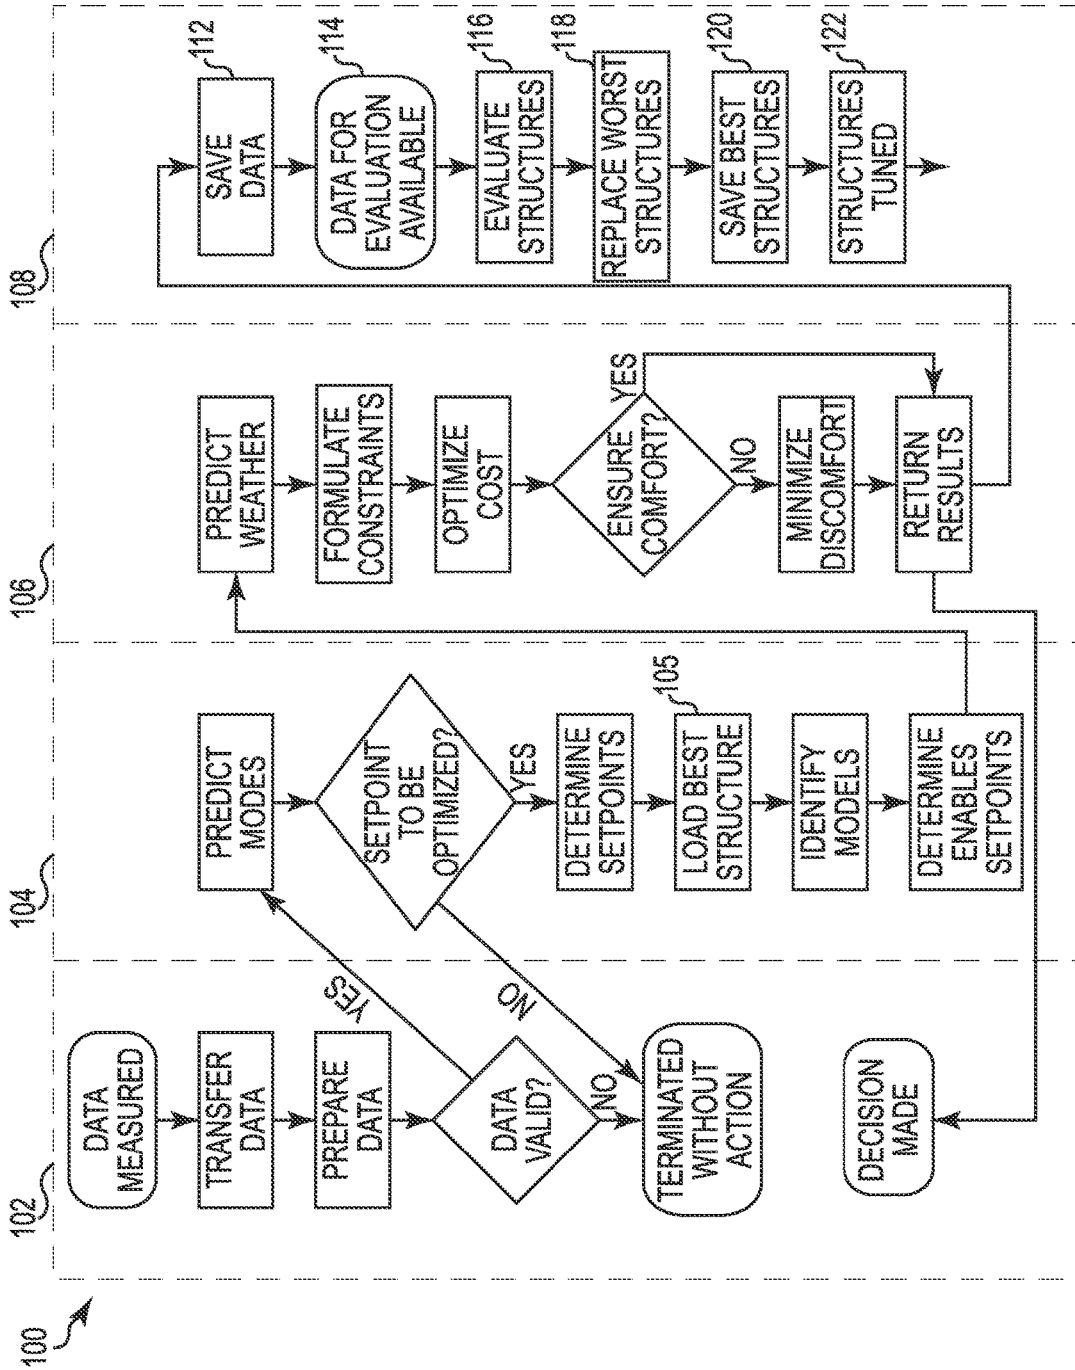 100
102
DATA
MEASURED
TRANSFER
DATA
PREPARE
DATA
DATA
VALID?
YES
NO
TERMINATED
WITHOUT
ACTION
DECISION
MADE
104
PREDICT
MODES
SETPOINT
TO BE
OPTIMIZED?
NO
YES
DETERMINE
SETPOINTS
105
LOAD BEST
STRUCTURE
IDENTIFY
MODELS
DETERMINE
ENABLES
SETPOINTS
106
PREDICT
WEATHER
FORMULATE
CONSTRAINTS
OPTIMIZE
COST
ENSURE
COMFORT?
YES
NO
MINIMIZE
DISCOMFORT
RETURN
RESULTS
108
112
SAVE
DATA
114
DATA FOR
EVALUATION
AVAILABLE
116
EVALUATE
STRUCTURES
118
REPLACE WORST
STRUCTURES
120
SAVE BEST
STRUCTURES
122
STRUCTURES
TUNED